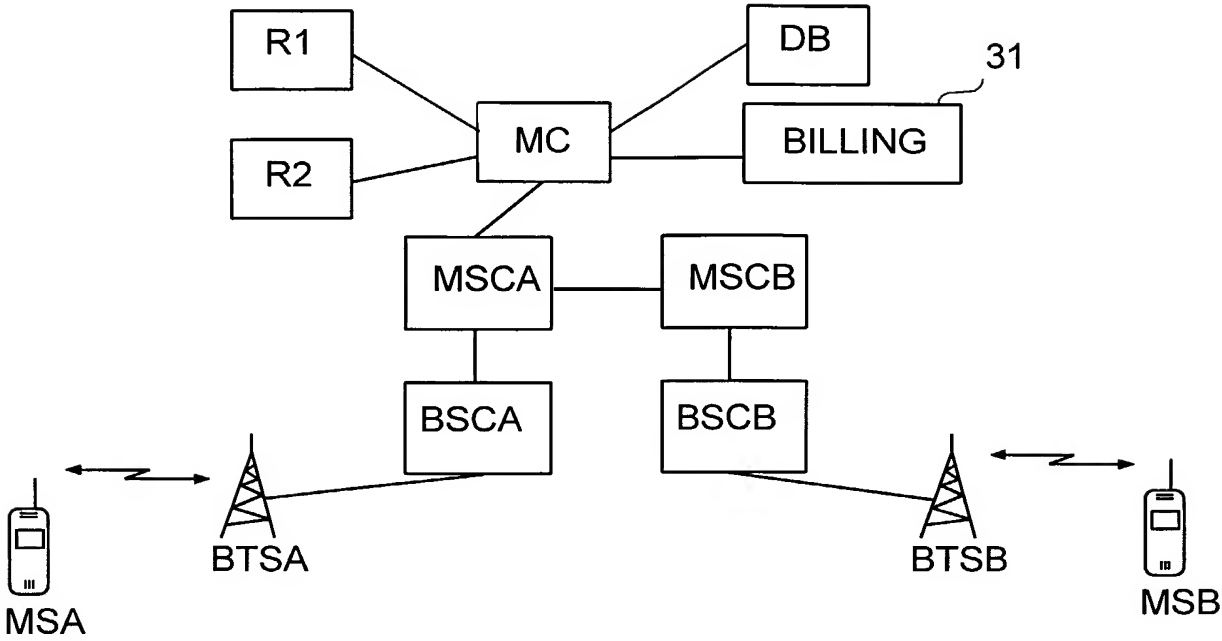 R1
DB
31
MC
BILLING
R2
MSCA
MSCB
BSCA
BSCB
BTSA
BTSB
MSA
MSB